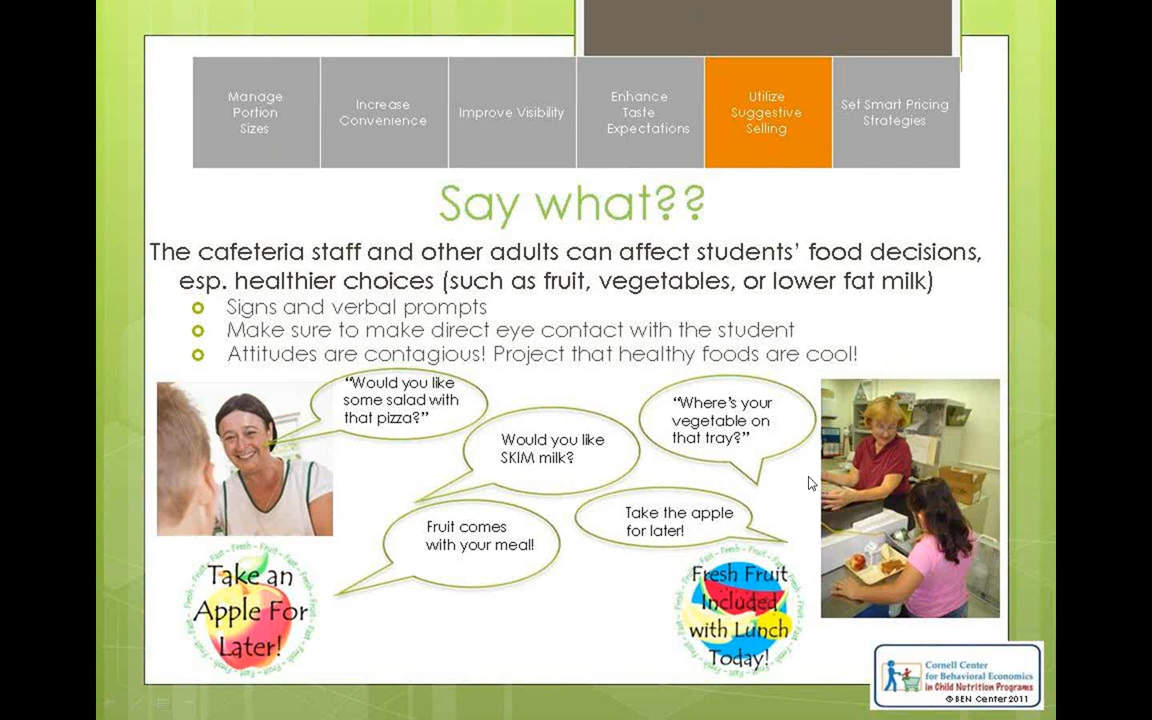 Manage
Portion
Sizes
Increase
Convenience
Improve Visibility
Enhance
Taste
Expectations
Utilize
Suggestive
Selling
Set Smart Pricing
Strategies
Say what??
The cafeteria staff and other adults can affect students’ food decisions,
esp. healthier choices (such as fruit, vegetables, or lower fat milk)
Signs and verbal prompts
Make sure to make direct eye contact with the student
Attitudes are contagious! Project that healthy foods are cool!
“Would you like
some salad with
that pizza?”
Would you like
SKIM milk?
“Where’s your
vegetable on
that tray?”
Fruit comes
with your meal!
Take the apple
for later!
Take an
Apple For
Later!
Fresh Fruit
Included
with Lunch
Today!
Cornell Center
for Behavioral Economics
in Child Nutrition Programs
©BEN Center2011